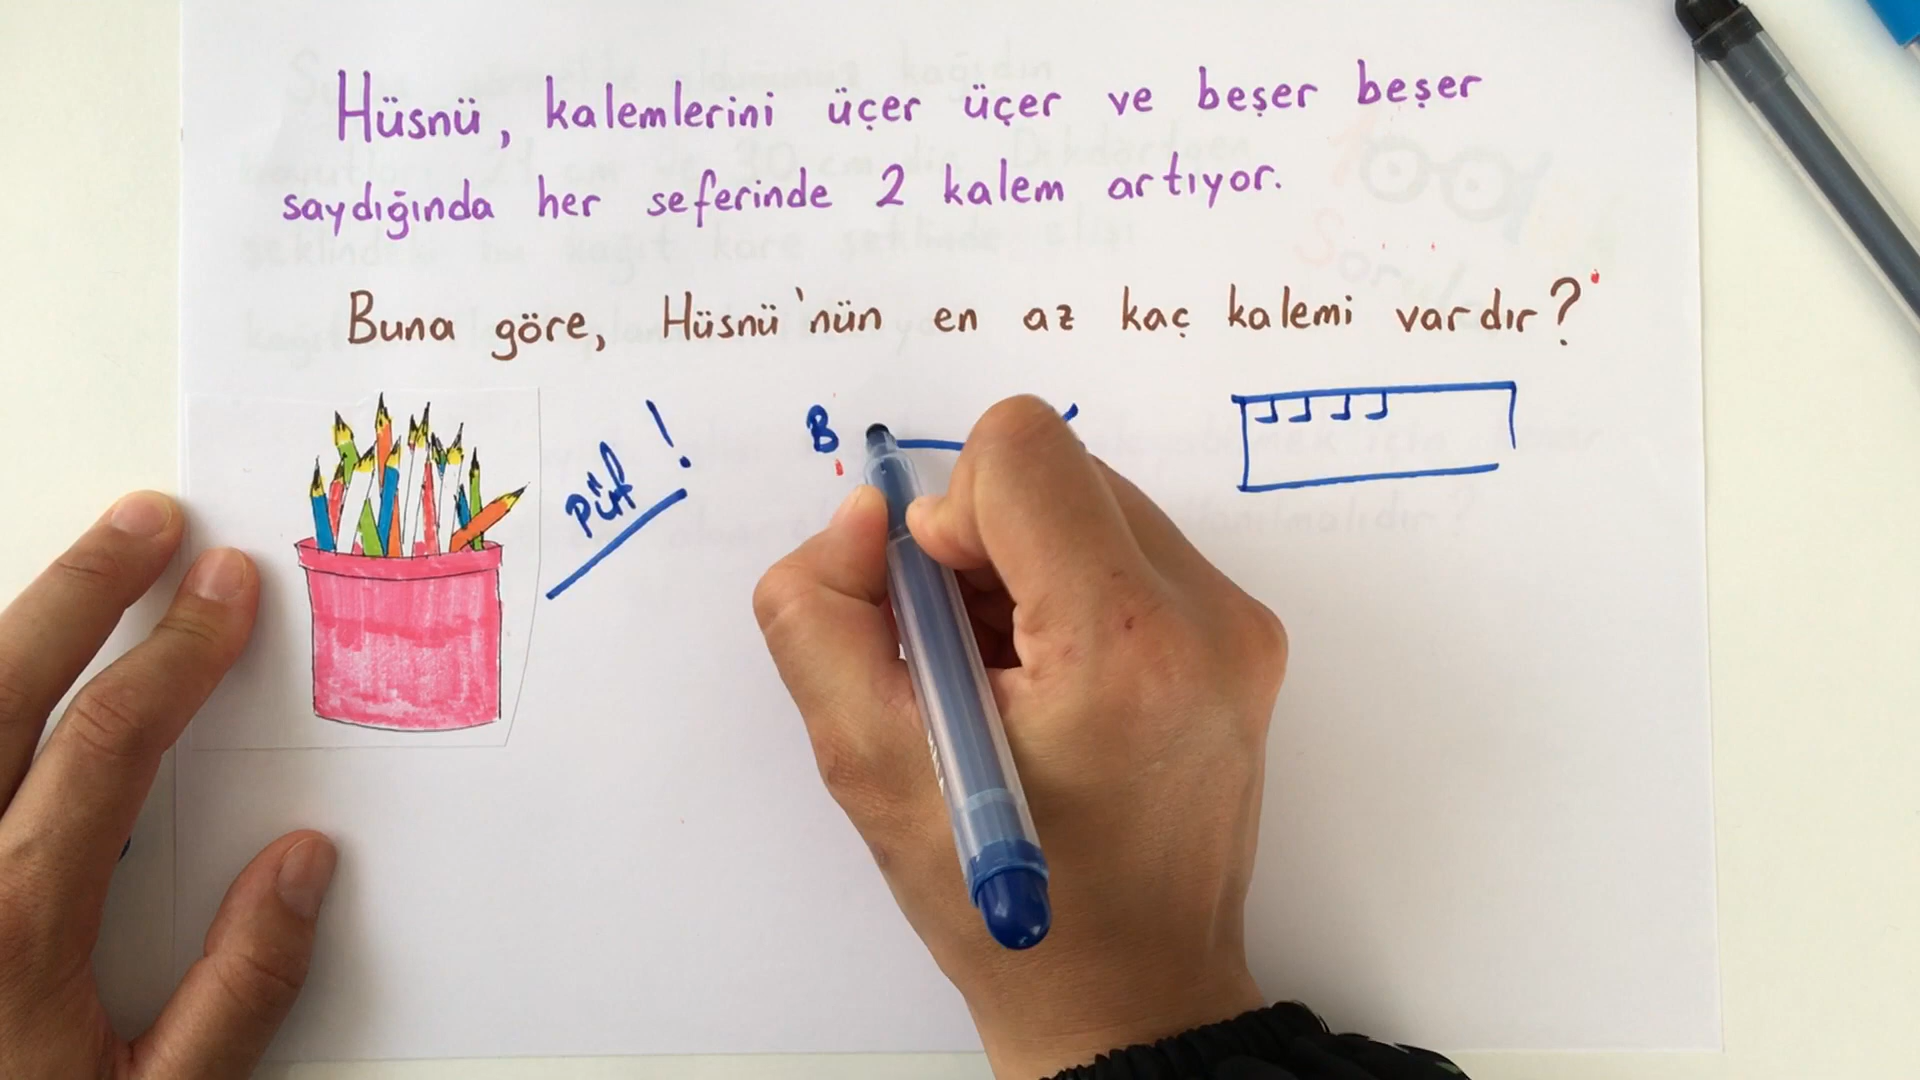 Hüsnü, kalemlerini üçer üçer ve beşer beşer
saydığında her seferinde 2 kalem artıyor.
Buna göre, Hüsnü'nün en az kaç kalemi vardır?
püf !
B